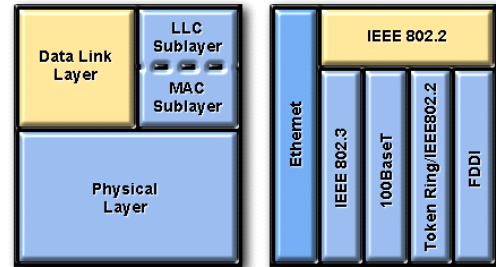 Data Link
Layer
LLC
Sublayer
MAC
Sublayer
Physical
Layer
Ethernet
IEEE 802.2
IEEE 802.3
100BaseT
Token Ring/IEEE802.2
FDDI